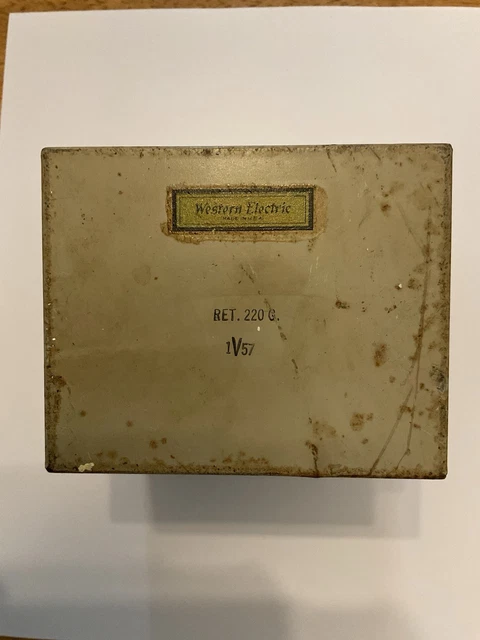 Western Electric
MADE IN U.S.A.
RET. 220 G.
1V57